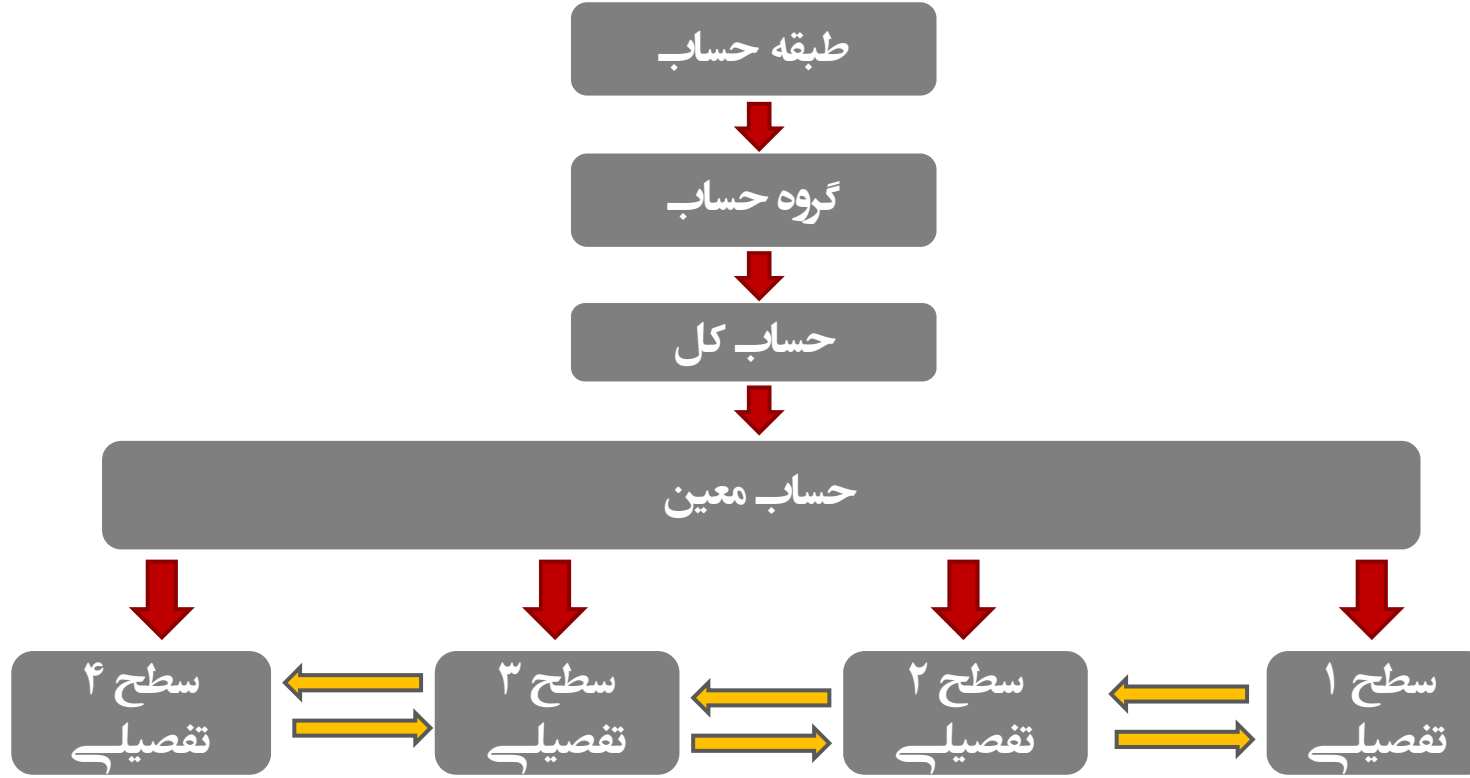 طبقه حساب
گروه حساب
حساب کل
حساب معین
سطح ۱
تفصیلی
سطح ۲
تفصیلی
سطح ۳
تفصیلی
سطح ۴
تفصیلی